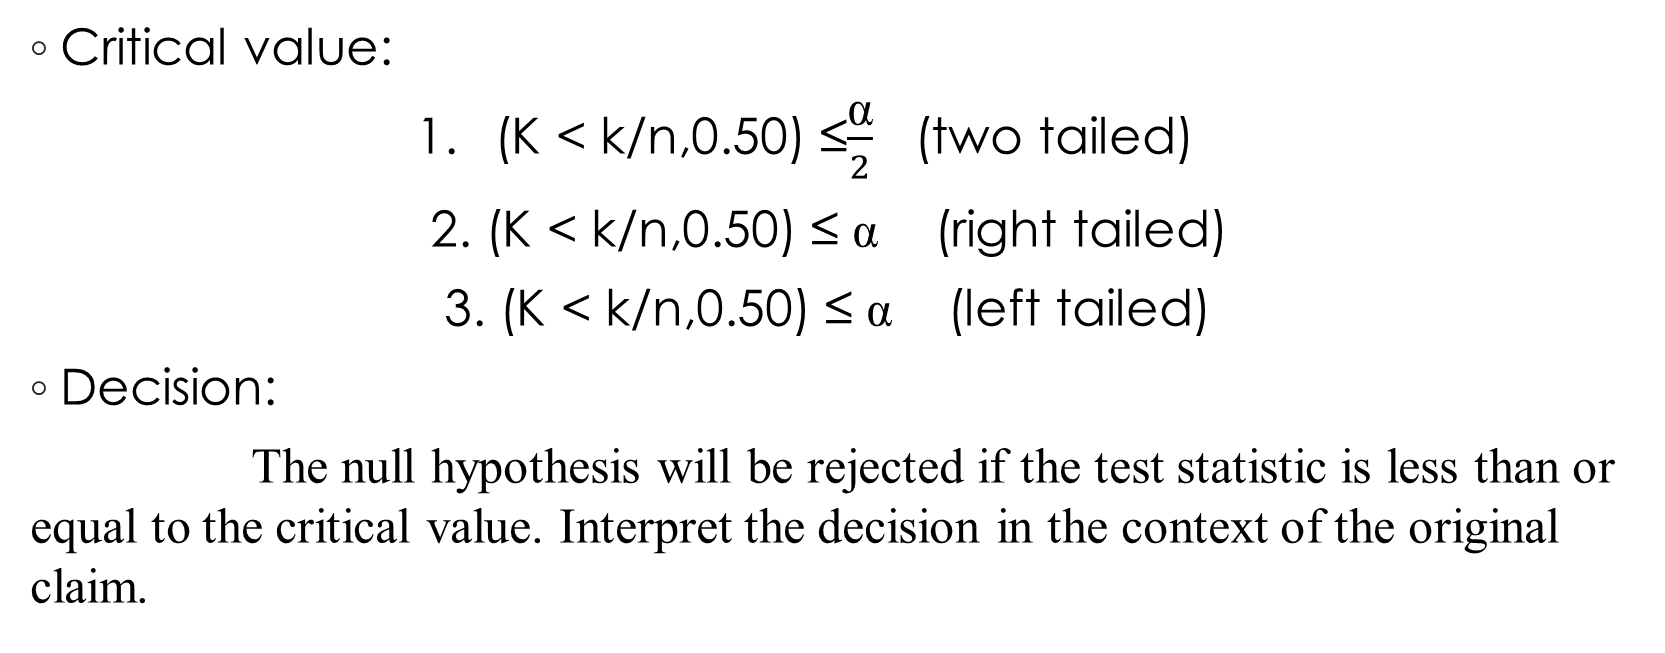 ◦ Critical value:
1. (K < k/n,0.50) ≤ α/2 (two tailed)
2. (K < k/n,0.50) ≤ α (right tailed)
3. (K < k/n,0.50) ≤ α (left tailed)
◦ Decision:
The null hypothesis will be rejected if the test statistic is less than or
equal to the critical value. Interpret the decision in the context of the original
claim.